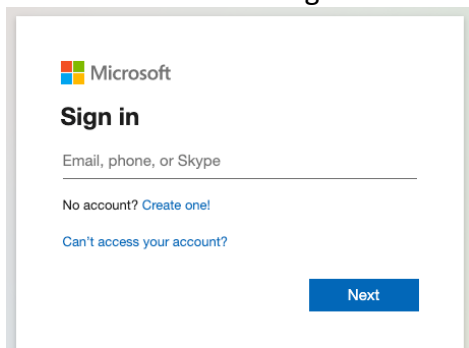 Microsoft
Sign in
Email, phone, or Skype
No account? Create one!
Can't access your account?
Next